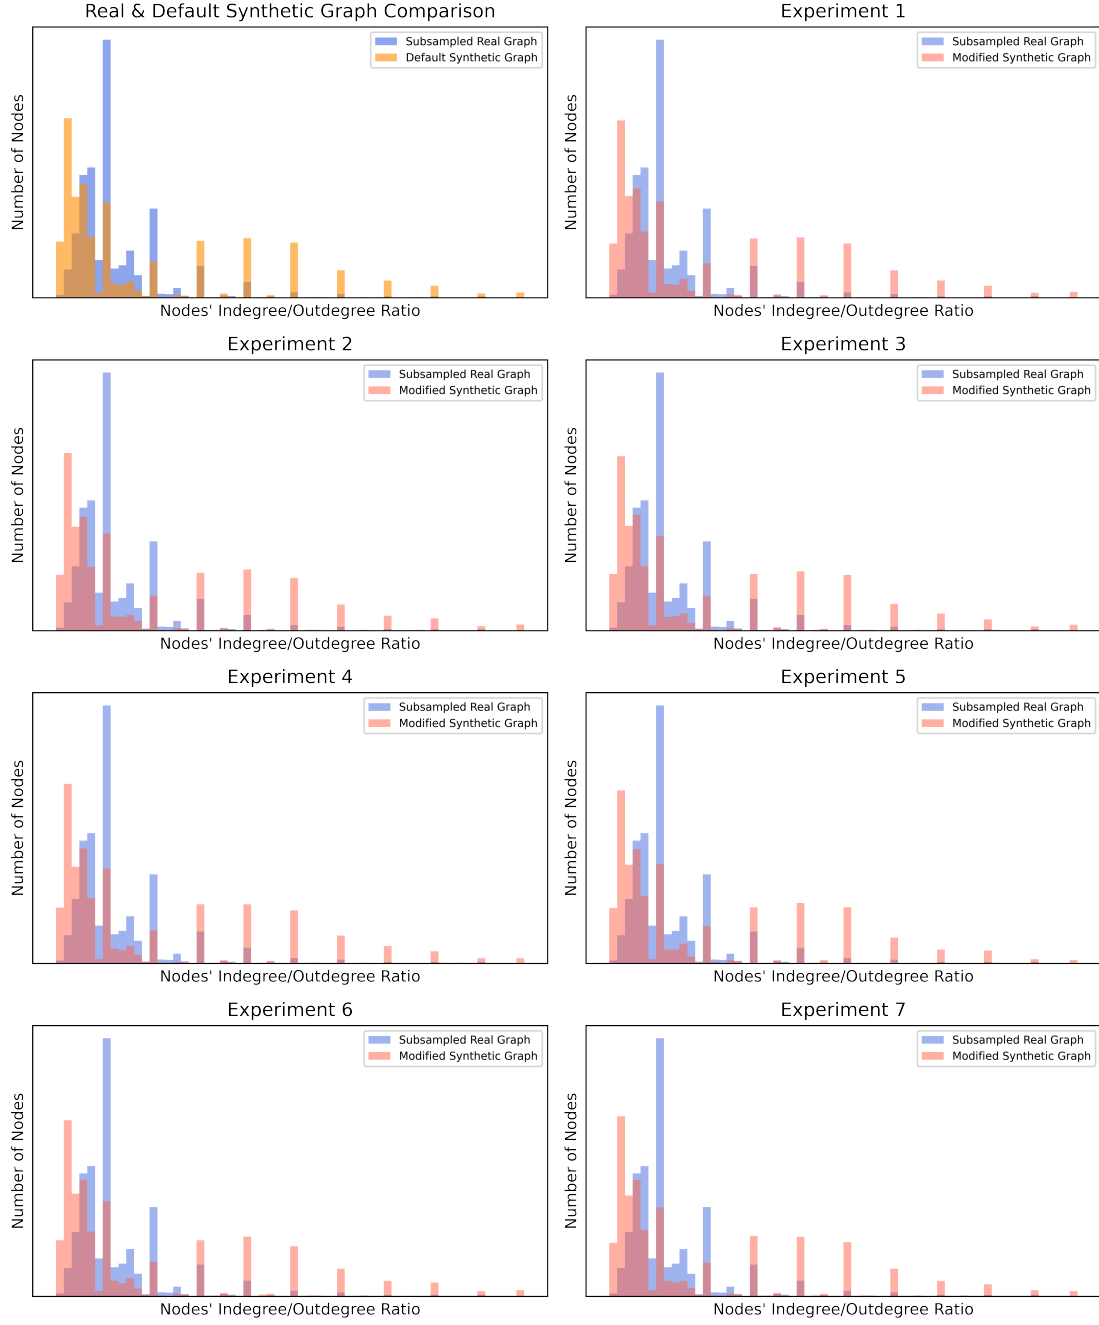 Real & Default Synthetic Graph Comparison
Subsampled Real Graph
Default Synthetic Graph
Number of Nodes
Nodes' Indegree/Outdegree Ratio
Experiment 1
Subsampled Real Graph
Modified Synthetic Graph
Number of Nodes
Nodes' Indegree/Outdegree Ratio
Experiment 2
Subsampled Real Graph
Modified Synthetic Graph
Number of Nodes
Nodes' Indegree/Outdegree Ratio
Experiment 3
Subsampled Real Graph
Modified Synthetic Graph
Number of Nodes
Nodes' Indegree/Outdegree Ratio
Experiment 4
Subsampled Real Graph
Modified Synthetic Graph
Number of Nodes
Nodes' Indegree/Outdegree Ratio
Experiment 5
Subsampled Real Graph
Modified Synthetic Graph
Number of Nodes
Nodes' Indegree/Outdegree Ratio
Experiment 6
Subsampled Real Graph
Modified Synthetic Graph
Number of Nodes
Nodes' Indegree/Outdegree Ratio
Experiment 7
Subsampled Real Graph
Modified Synthetic Graph
Number of Nodes
Nodes' Indegree/Outdegree Ratio